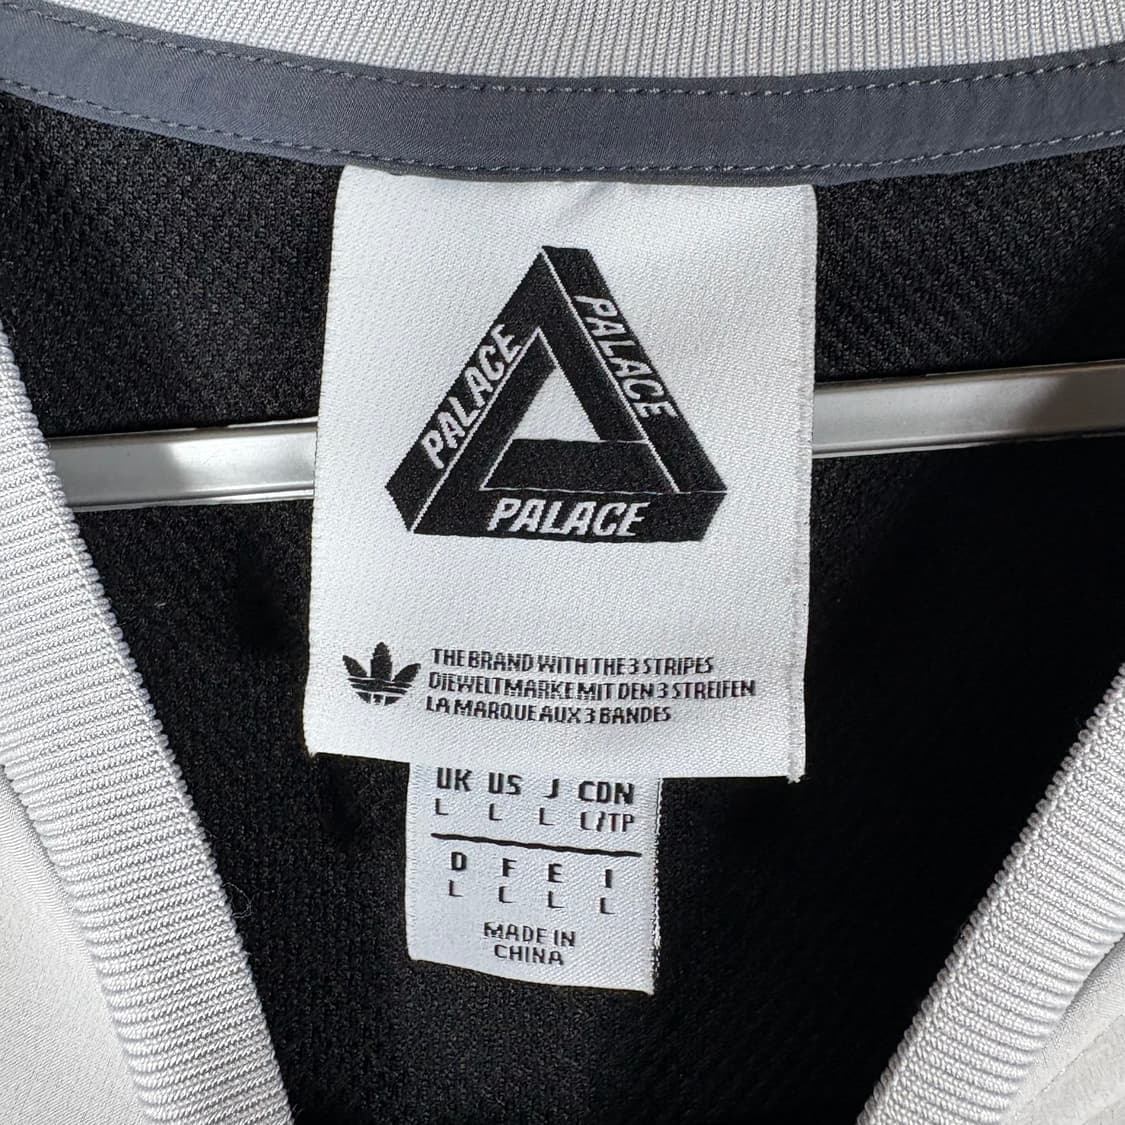 PALACE
PALACE
PALACE
THE BRAND WITH THE 3 STRIPES
DIE WELTMARKE MIT DEN 3 STREIFEN
LA MARQUE AUX 3 BANDES
UK US J CDN
L L L L/TP
D F E I
L L L L
MADE IN
CHINA